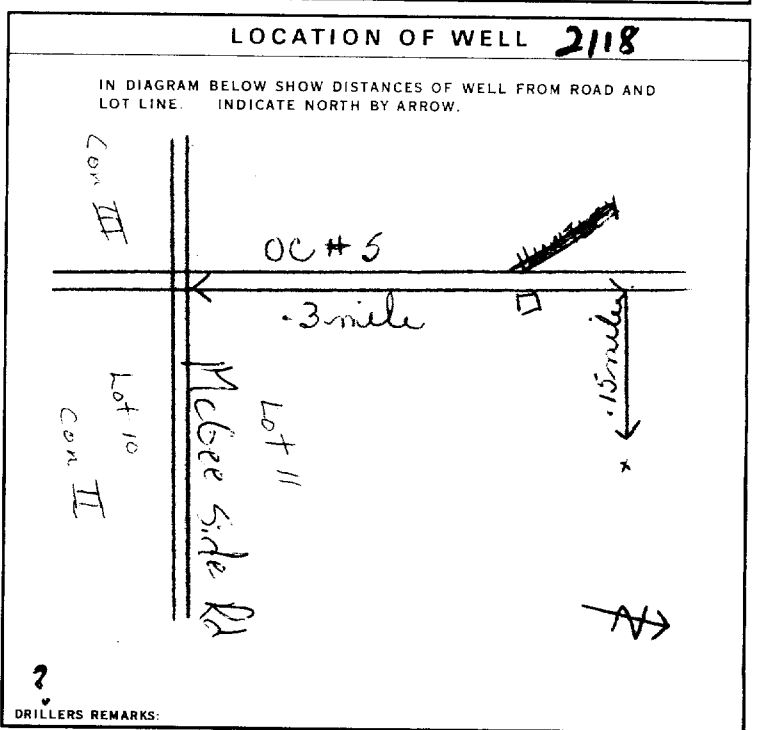 LOCATION OF WELL 2118
IN DIAGRAM BELOW SHOW DISTANCES OF WELL FROM ROAD AND
LOT LINE. INDICATE NORTH BY ARROW.
Con III
OC # 5
.3 mile
.15 mile
Lot 10
Con II
McGee Side Rd
Lot 11
x
N
?
DRILLERS REMARKS: